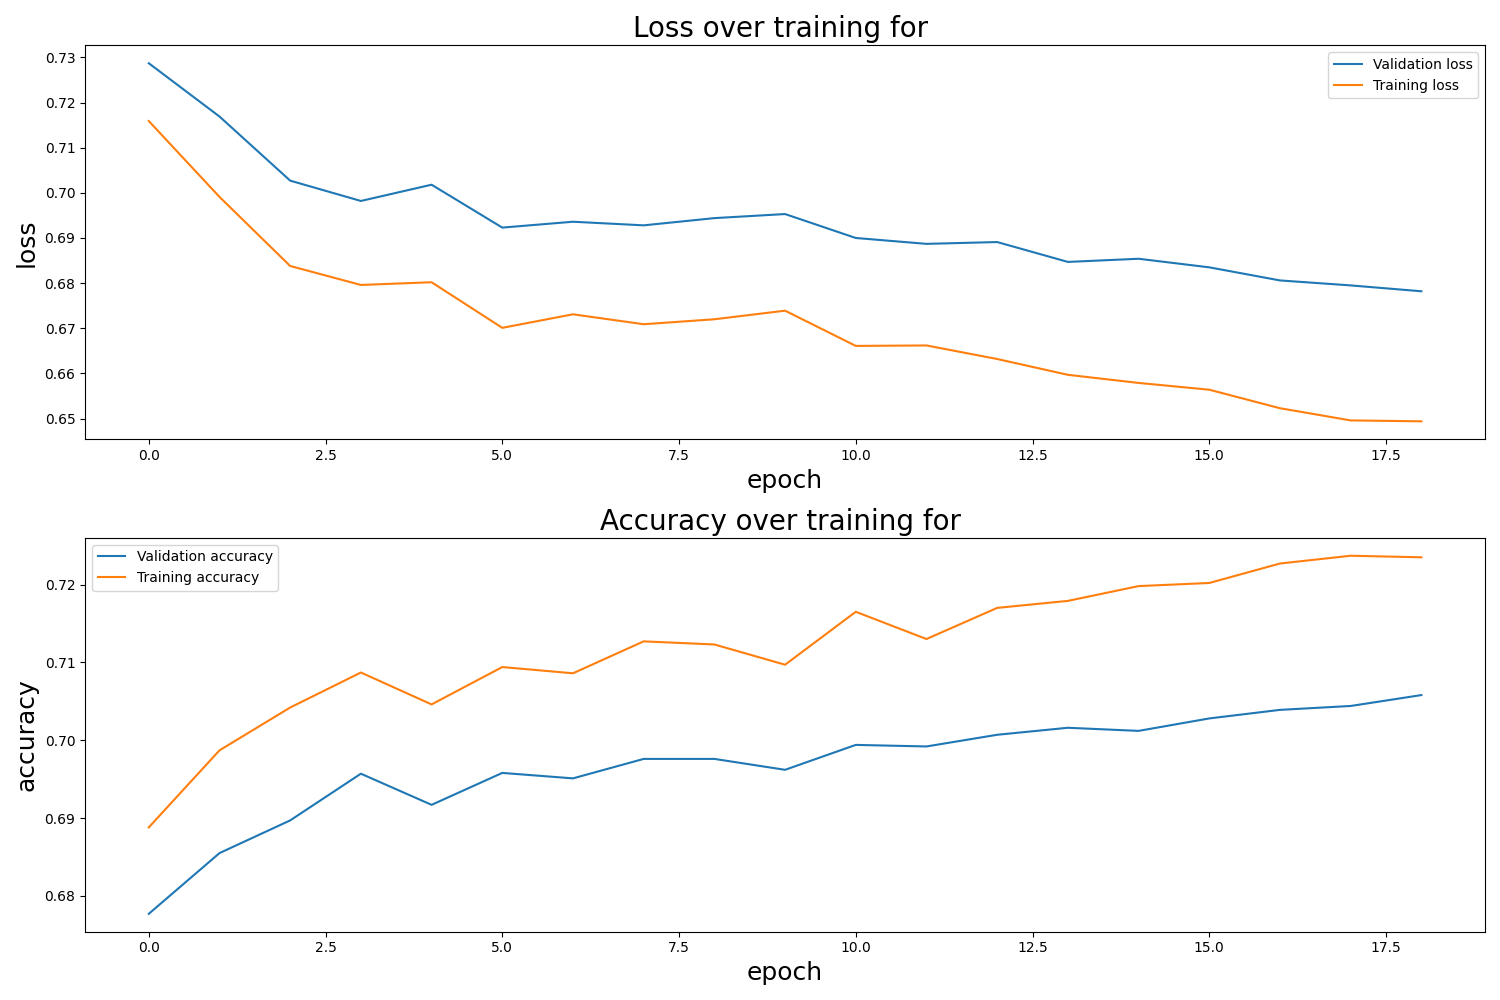 Loss over training for
0.73
0.72
0.71
0.70
0.69
0.68
0.67
0.66
0.65
loss
Validation loss
Training loss
0.0 2.5 5.0 7.5 10.0 12.5 15.0 17.5
epoch
Accuracy over training for
Validation accuracy
Training accuracy
0.72
0.71
0.70
0.69
0.68
accuracy
0.0 2.5 5.0 7.5 10.0 12.5 15.0 17.5
epoch